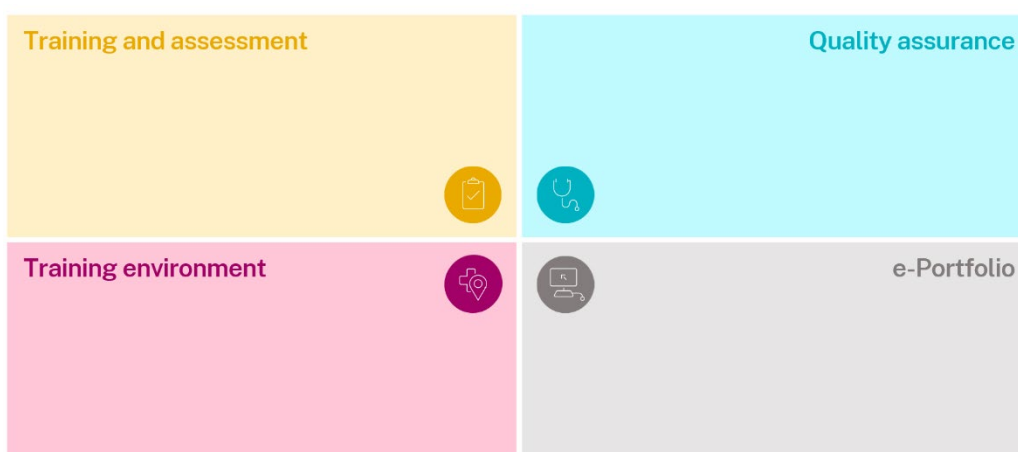 Training and assessment
Quality assurance
Training environment
e-Portfolio